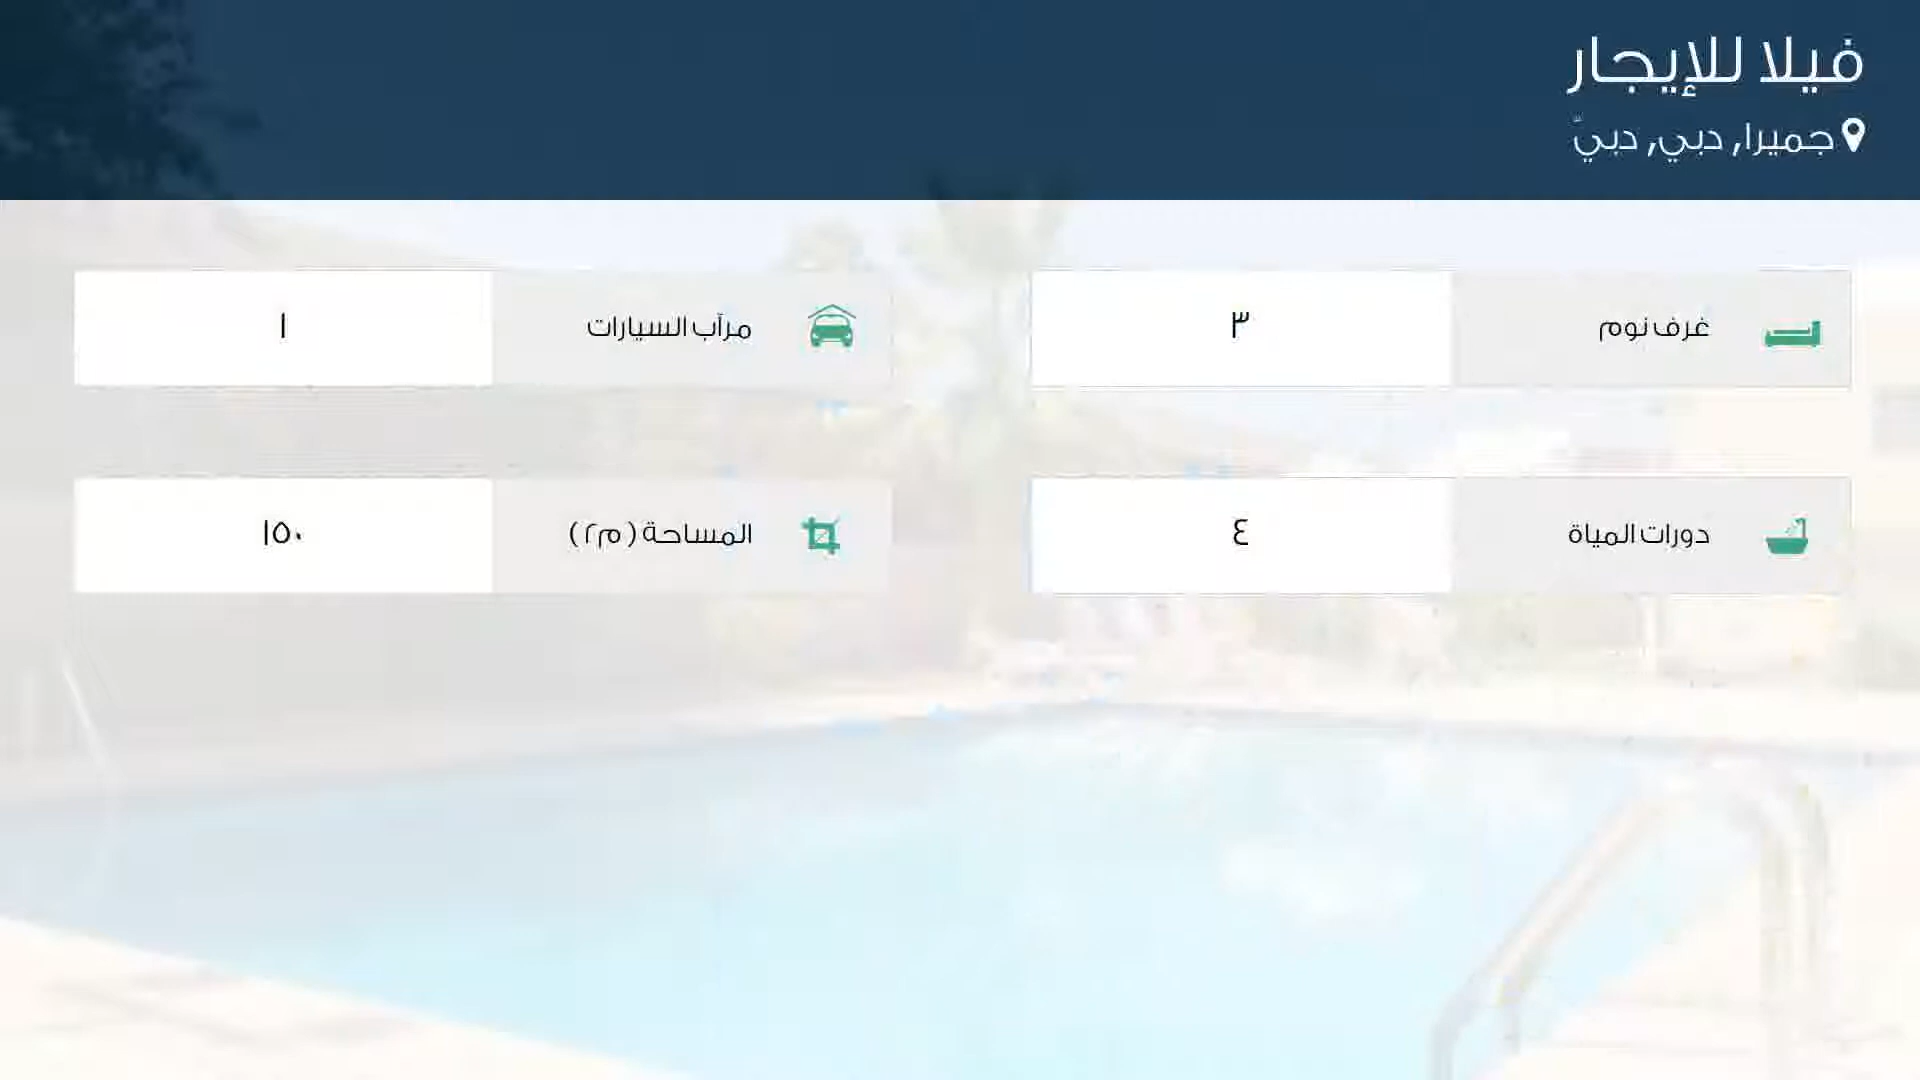 فيلا للإيجار
جميرا, دبي, دبيّ
غرف نوم ٣
مرآب السيارات ١
دورات المياة ٤
المساحة (م٢) ١٥٠